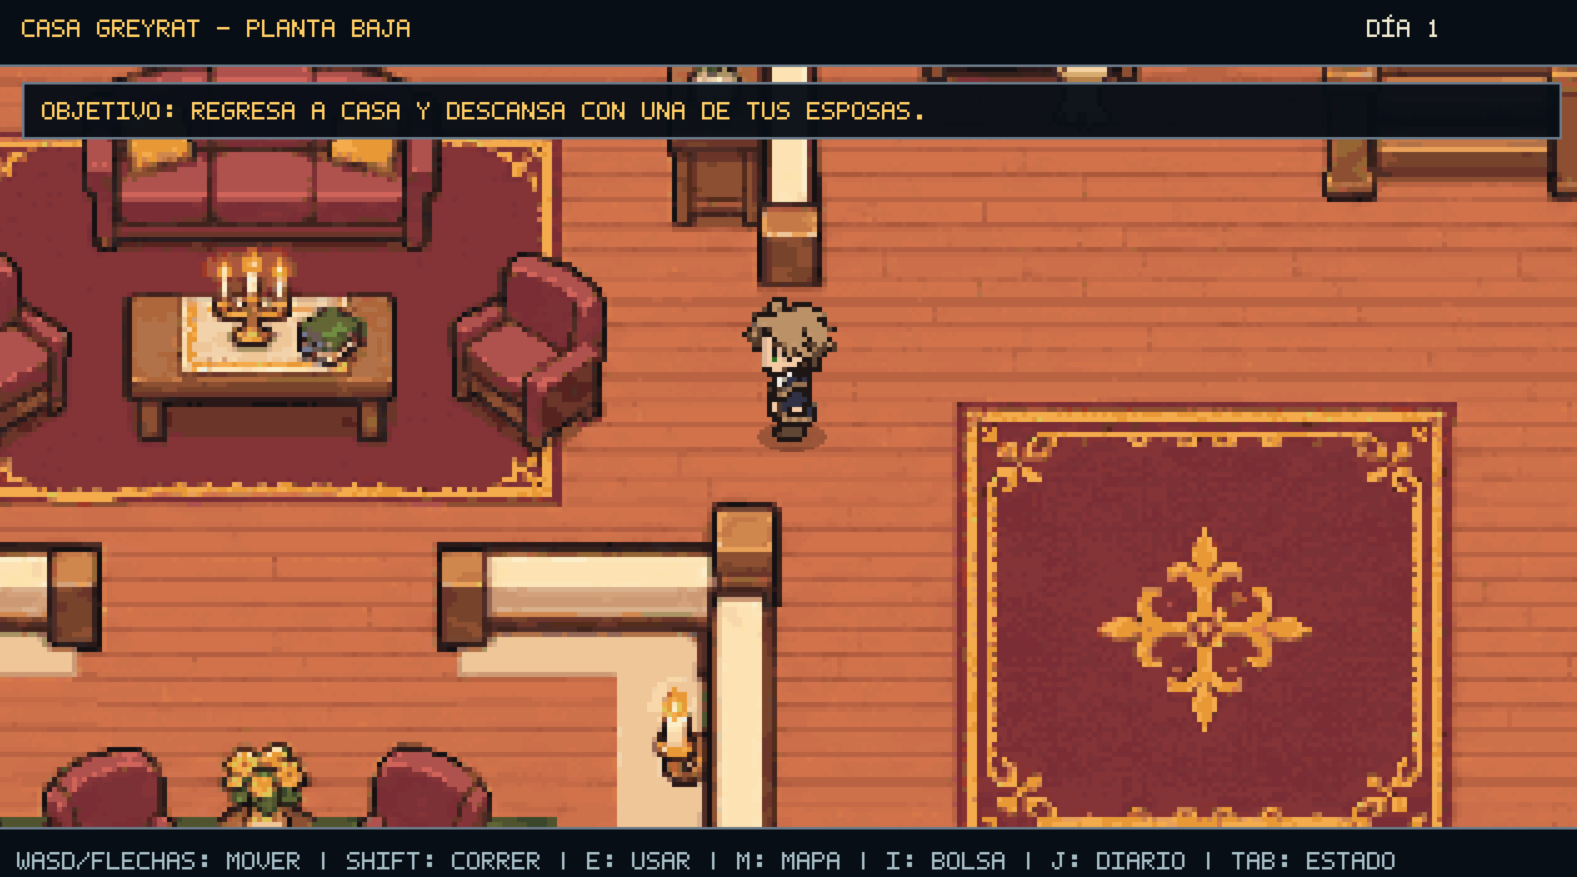 CASA GREYRAT – PLANTA BAJA
DÍA 1
OBJETIVO: REGRESA A CASA Y DESCANSA CON UNA DE TUS ESPOSAS.
WASD/FLECHAS: MOVER | SHIFT: CORRER | E: USAR | M: MAPA | I: BOLSA | J: DIARIO | TAB: ESTADO